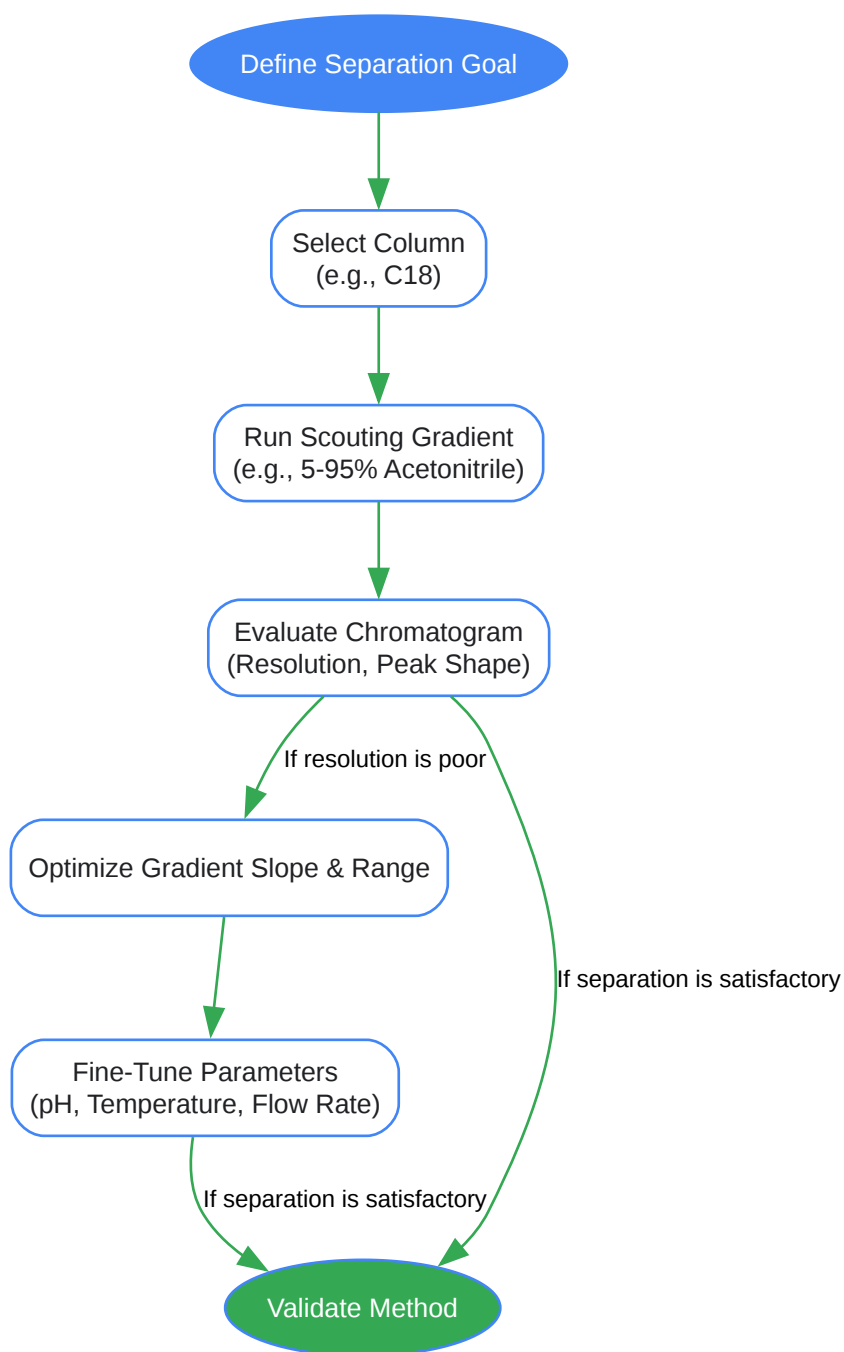 Define Separation Goal
Select Column
(e.g., C18)
Run Scouting Gradient
(e.g., 5-95% Acetonitrile)
Evaluate Chromatogram
(Resolution, Peak Shape)
If resolution is poor
Optimize Gradient Slope & Range
If separation is satisfactory
Fine-Tune Parameters
(pH, Temperature, Flow Rate)
If separation is satisfactory
Validate Method